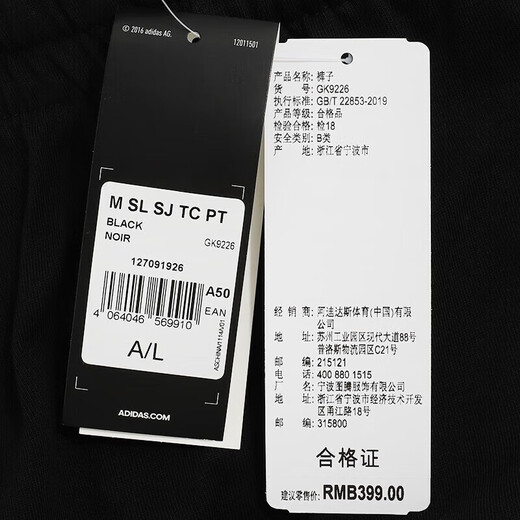 © 2016 adidas AG.
12011501
M SL SJ TC PT
BLACK
NOIR
GK9226
127091926
A50
4 064046 569910
EAN
ASCHNM1114/V01
A/L
ADIDAS.COM
产品名称: 裤子
货 号: GK9226
执行标准: GB/T 22853-2019
产品等级: 合格品
检验合格: 检18
安全类别: B类
产 地: 浙江省宁波市
经 销 商: 阿迪达斯体育(中国)有限
公司
地 址: 苏州工业园区现代大道88号
普洛斯物流园区C21号
邮 编: 215121
电 话: 400 880 1515
厂 名: 宁波图腾服饰有限公司
地 址: 浙江省宁波市经济技术开发
区甬江路18号
邮 编: 315800
合格证
建议零售价: RMB399.00